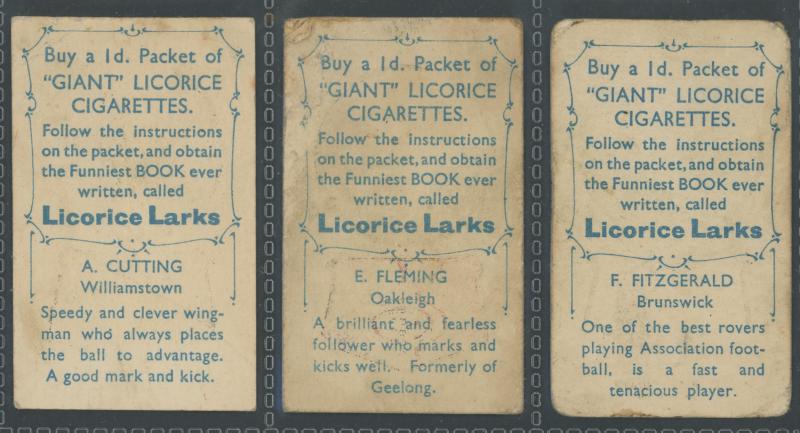 Buy a 1d. Packet of
"GIANT" LICORICE
CIGARETTES.
Follow the instructions
on the packet, and obtain
the Funniest BOOK ever
written, called
Licorice Larks
A. CUTTING
Williamstown
Speedy and clever wing-
man who always places
the ball to advantage.
A good mark and kick.
Buy a 1d. Packet of
"GIANT" LICORICE
CIGARETTES.
Follow the instructions
on the packet, and obtain
the Funniest BOOK ever
written, called
Licorice Larks
E. FLEMING
Oakleigh
A brilliant and fearless
follower who marks and
kicks well. Formerly of
Geelong.
Buy a 1d. Packet of
"GIANT" LICORICE
CIGARETTES.
Follow the instructions
on the packet, and obtain
the Funniest BOOK ever
written, called
Licorice Larks
F. FITZGERALD
Brunswick
One of the best rovers
playing Association foot-
ball, is a fast and
tenacious player.